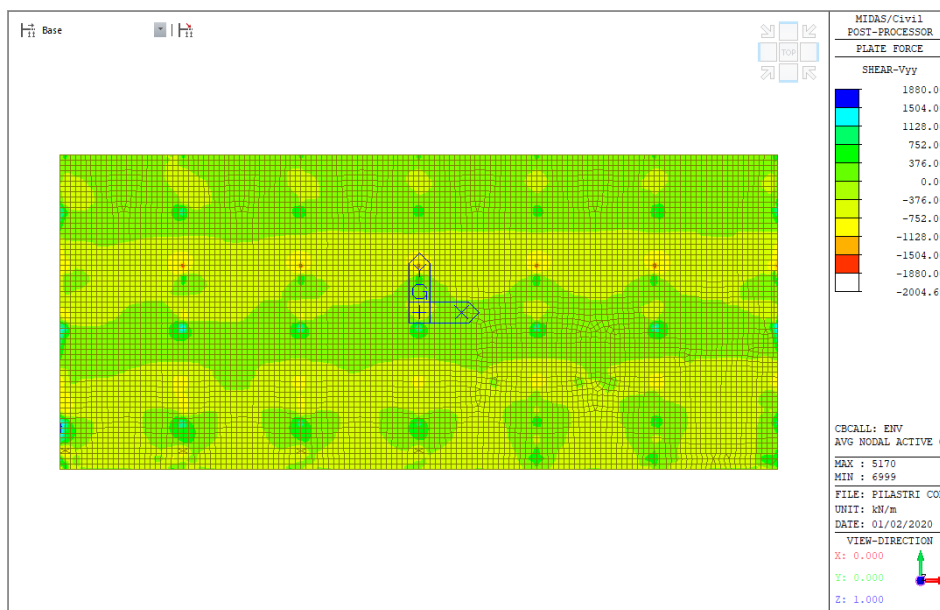 Base
TOP
G
X
MIDAS/Civil
POST-PROCESSOR
PLATE FORCE
SHEAR-Vyy
1880.0
1504.0
1128.0
752.0
376.0
0.0
-376.0
-752.0
-1128.0
-1504.0
-1880.0
-2004.6
CBCALL: ENV
AVG NODAL ACTIVE
MAX : 5170
MIN : 6999
FILE: PILASTRI
UNIT: kN/m
DATE: 01/02/2020
VIEW-DIRECTION
X: 0.000
Y: 0.000
Z: 1.000